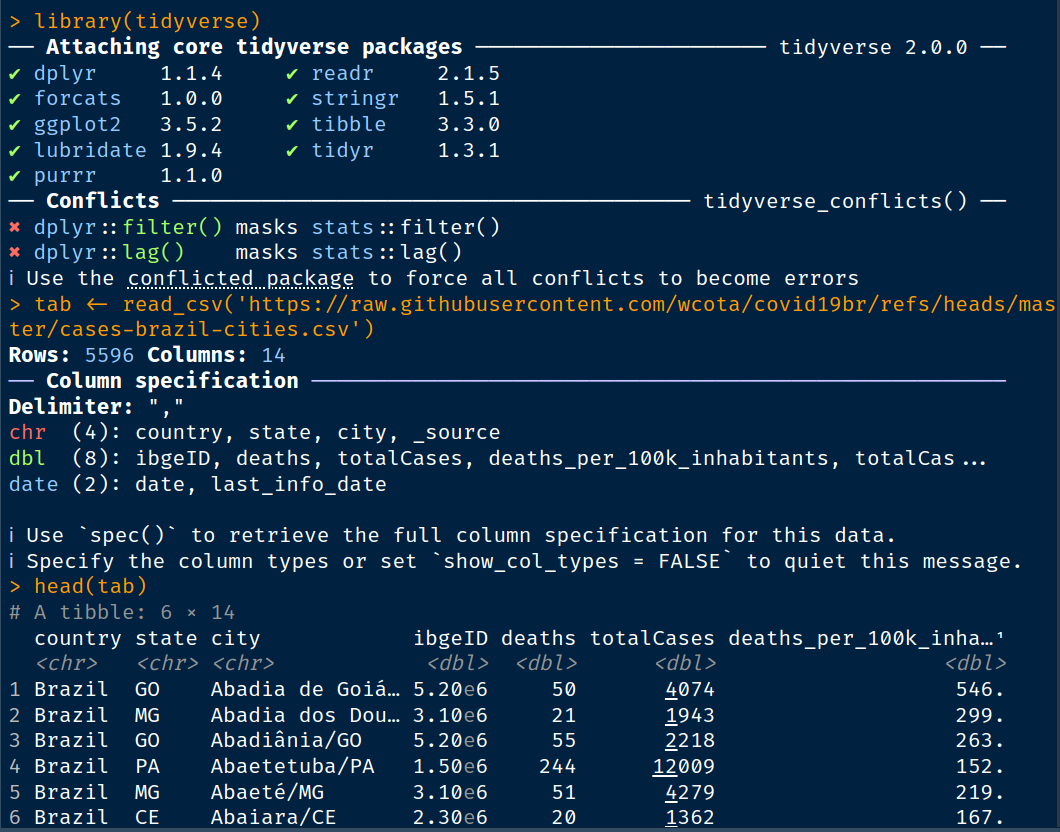 > library(tidyverse)
── Attaching core tidyverse packages ─────────────────────── tidyverse 2.0.0 ──
✔ dplyr     1.1.4     ✔ readr     2.1.5
✔ forcats   1.0.0     ✔ stringr   1.5.1
✔ ggplot2   3.5.2     ✔ tibble    3.3.0
✔ lubridate 1.9.4     ✔ tidyr     1.3.1
✔ purrr     1.1.0
── Conflicts ───────────────────────────────────────── tidyverse_conflicts() ──
✖ dplyr::filter() masks stats::filter()
✖ dplyr::lag()    masks stats::lag()
ℹ Use the conflicted package to force all conflicts to become errors
> tab <- read_csv('https://raw.githubusercontent.com/wcota/covid19br/refs/heads/mas
ter/cases-brazil-cities.csv')
Rows: 5596 Columns: 14
── Column specification ───────────────────────────────────────────────────────
Delimiter: ","
chr  (4): country, state, city, _source
dbl  (8): ibgeID, deaths, totalCases, deaths_per_100k_inhabitants, totalCas...
date (2): date, last_info_date

ℹ Use `spec()` to retrieve the full column specification for this data.
ℹ Specify the column types or set `show_col_types = FALSE` to quiet this message.
> head(tab)
# A tibble: 6 × 14
  country state city            ibgeID deaths totalCases deaths_per_100k_inha…¹
  <chr>   <chr> <chr>            <dbl>  <dbl>      <dbl>                  <dbl>
1 Brazil  GO    Abadia de Goiá… 5.20e6     50       4074                   546.
2 Brazil  MG    Abadia dos Dou… 3.10e6     21       1943                   299.
3 Brazil  GO    Abadiânia/GO    5.20e6     55       2218                   263.
4 Brazil  PA    Abaetetuba/PA   1.50e6    244      12009                   152.
5 Brazil  MG    Abaeté/MG       3.10e6     51       4279                   219.
6 Brazil  CE    Abaiara/CE      2.30e6     20       1362                   167.